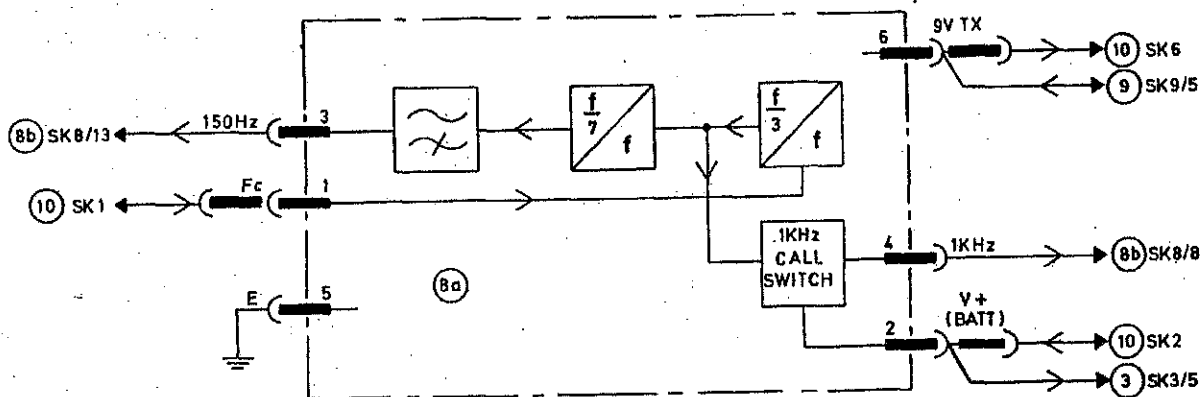 9V TX
6
10 SK6
9 SK9/5
8b SK8/13
150Hz
3
f/7
f
f/3
f
10 SK1
Fc
1
1KHz
CALL
SWITCH
4
1KHz
8b SK8/8
E
5
8a
V+
(BATT)
2
10 SK2
3 SK3/5